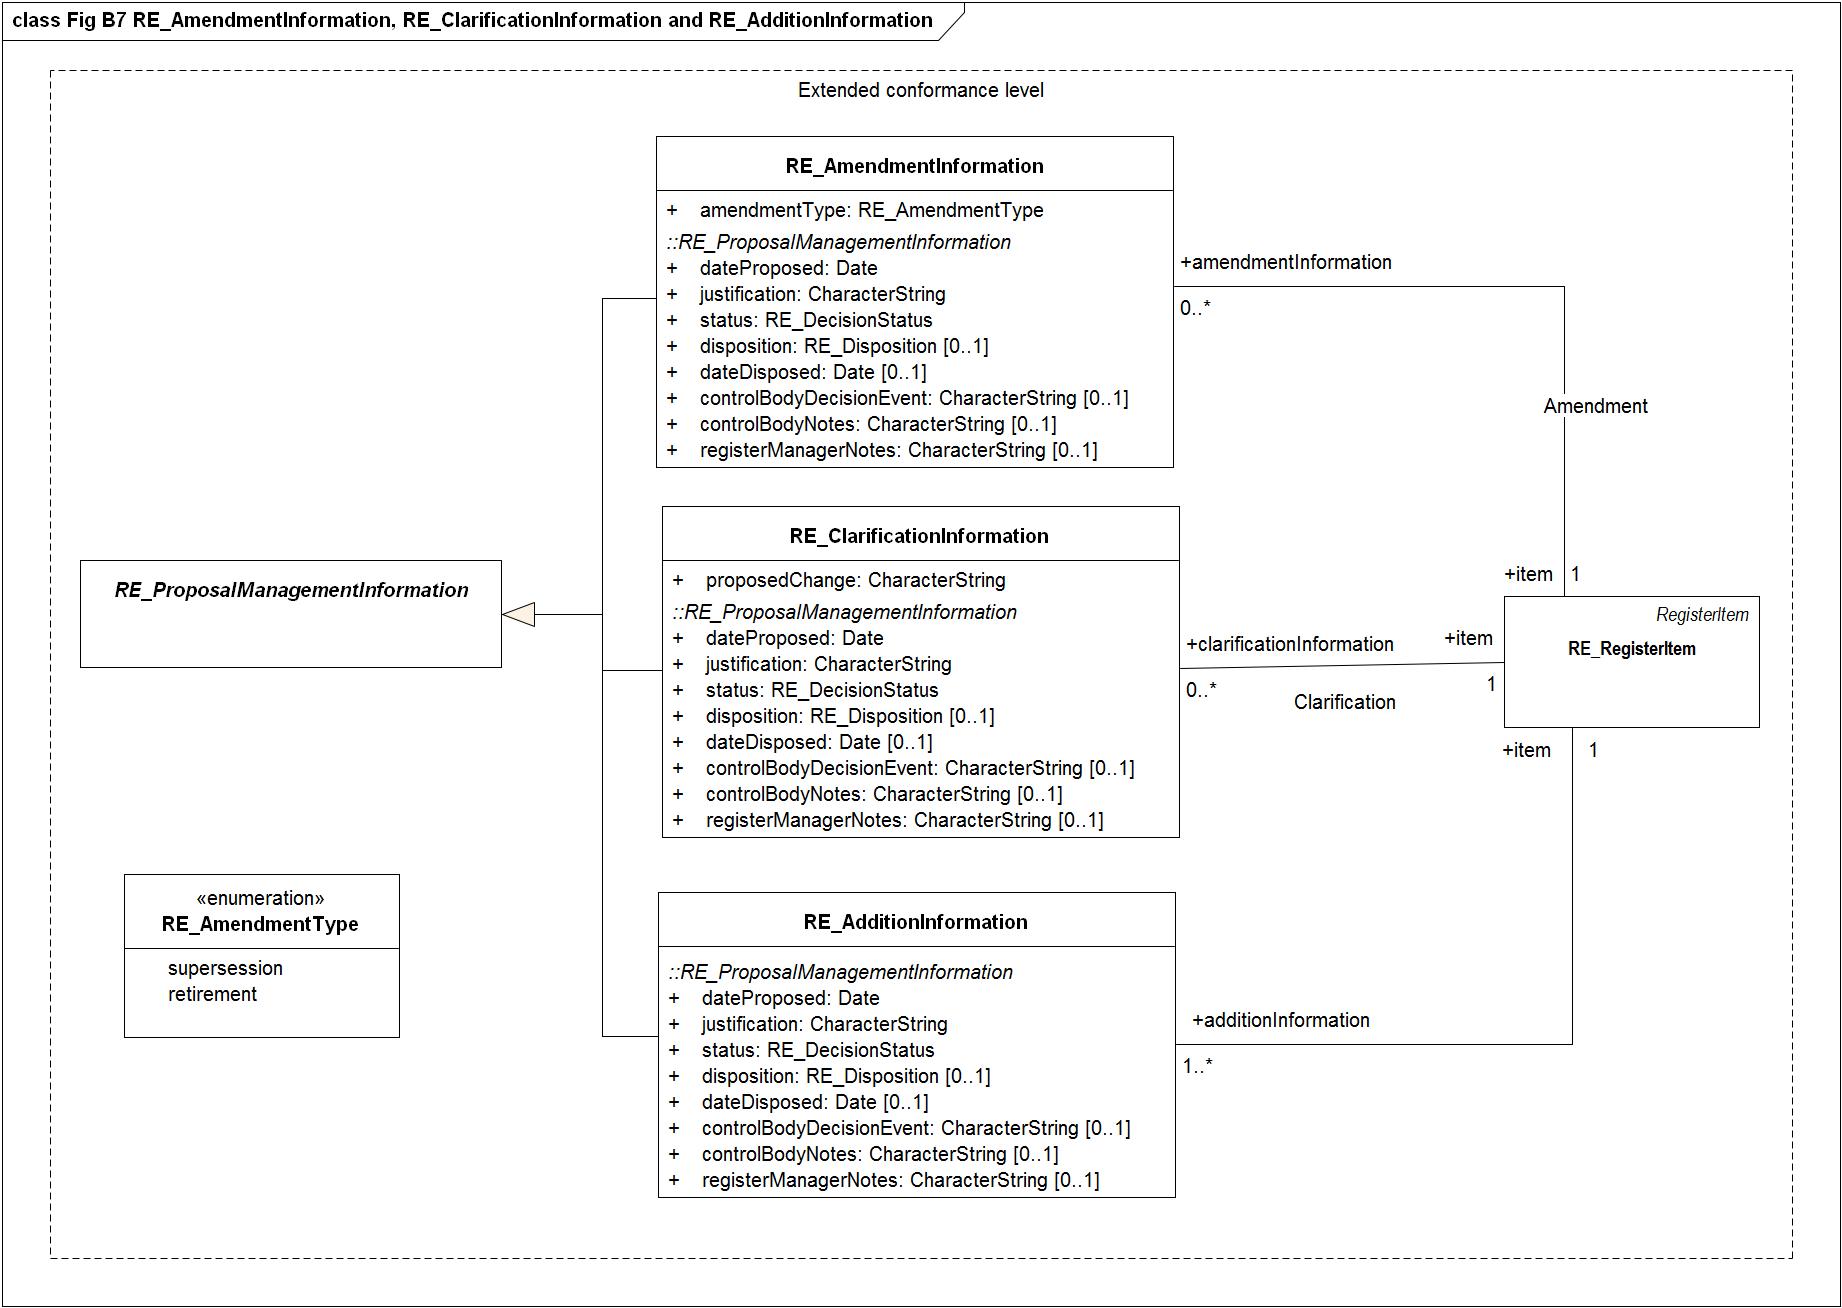 class Fig B7 RE_AmendmentInformation, RE_ClarificationInformation and RE_AdditionInformation
Extended conformance level
RE_AmendmentInformation
+ amendmentType: RE_AmendmentType
::RE_ProposalManagementInformation
+ dateProposed: Date
+ justification: CharacterString
+ status: RE_DecisionStatus
+ disposition: RE_Disposition [0..1]
+ dateDisposed: Date [0..1]
+ controlBodyDecisionEvent: CharacterString [0..1]
+ controlBodyNotes: CharacterString [0..1]
+ registerManagerNotes: CharacterString [0..1]
+amendmentInformation
0..*
Amendment
+item 1
RE_ClarificationInformation
+ proposedChange: CharacterString
::RE_ProposalManagementInformation
+ dateProposed: Date
+ justification: CharacterString
+ status: RE_DecisionStatus
+ disposition: RE_Disposition [0..1]
+ dateDisposed: Date [0..1]
+ controlBodyDecisionEvent: CharacterString [0..1]
+ controlBodyNotes: CharacterString [0..1]
+ registerManagerNotes: CharacterString [0..1]
RE_ProposalManagementInformation
+clarificationInformation +item
0..* 1
Clarification
RegisterItem
RE_RegisterItem
+item 1
«enumeration»
RE_AmendmentType
supersession
retirement
RE_AdditionInformation
::RE_ProposalManagementInformation
+ dateProposed: Date
+ justification: CharacterString
+ status: RE_DecisionStatus
+ disposition: RE_Disposition [0..1]
+ dateDisposed: Date [0..1]
+ controlBodyDecisionEvent: CharacterString [0..1]
+ controlBodyNotes: CharacterString [0..1]
+ registerManagerNotes: CharacterString [0..1]
+additionInformation
1..*